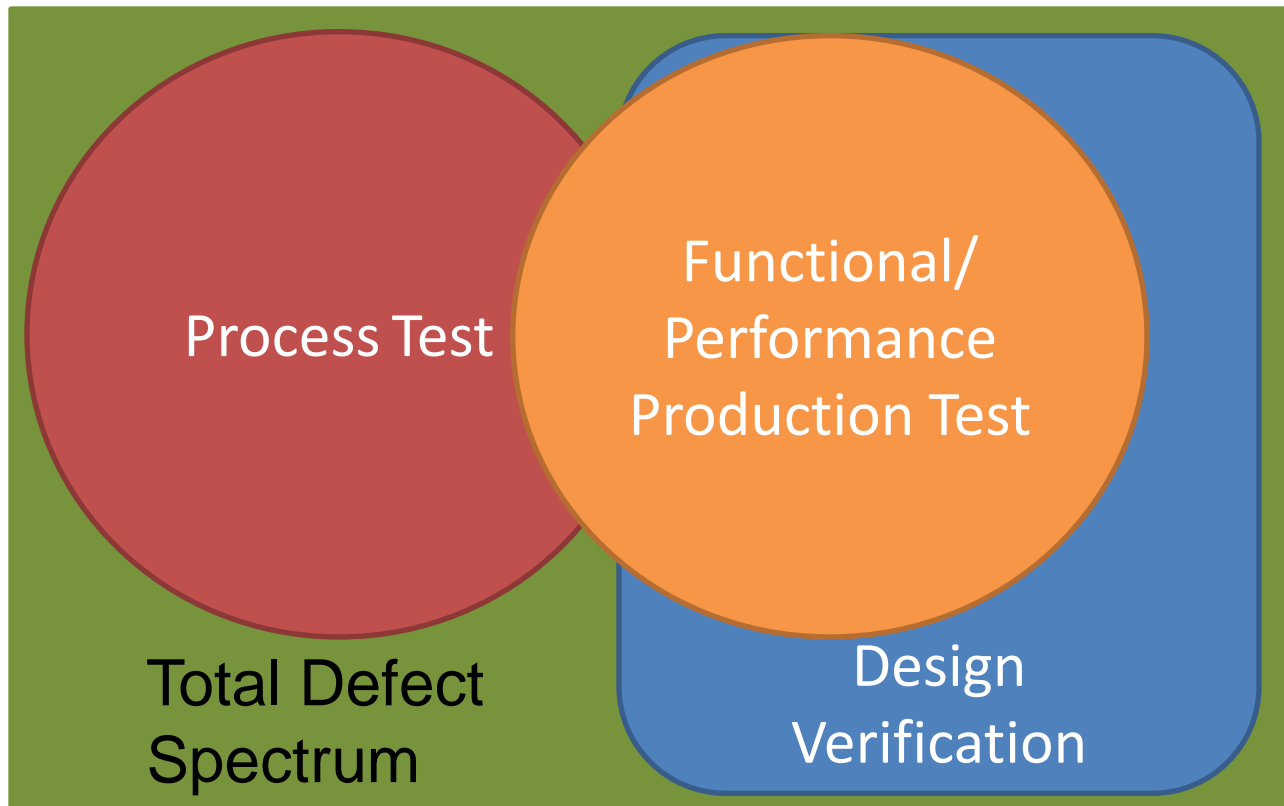 Process Test
Functional/
Performance
Production Test
Total Defect
Spectrum
Design
Verification